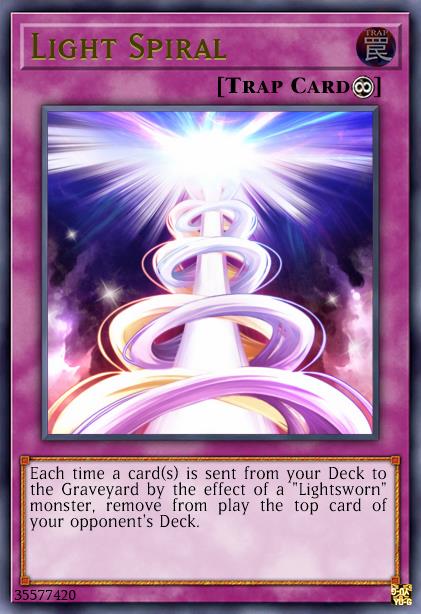 Light Spiral
TRAP
罠
[Trap Card]
Each time a card(s) is sent from your Deck to
the Graveyard by the effect of a "Lightsworn"
monster, remove from play the top card of
your opponent's Deck.
35577420